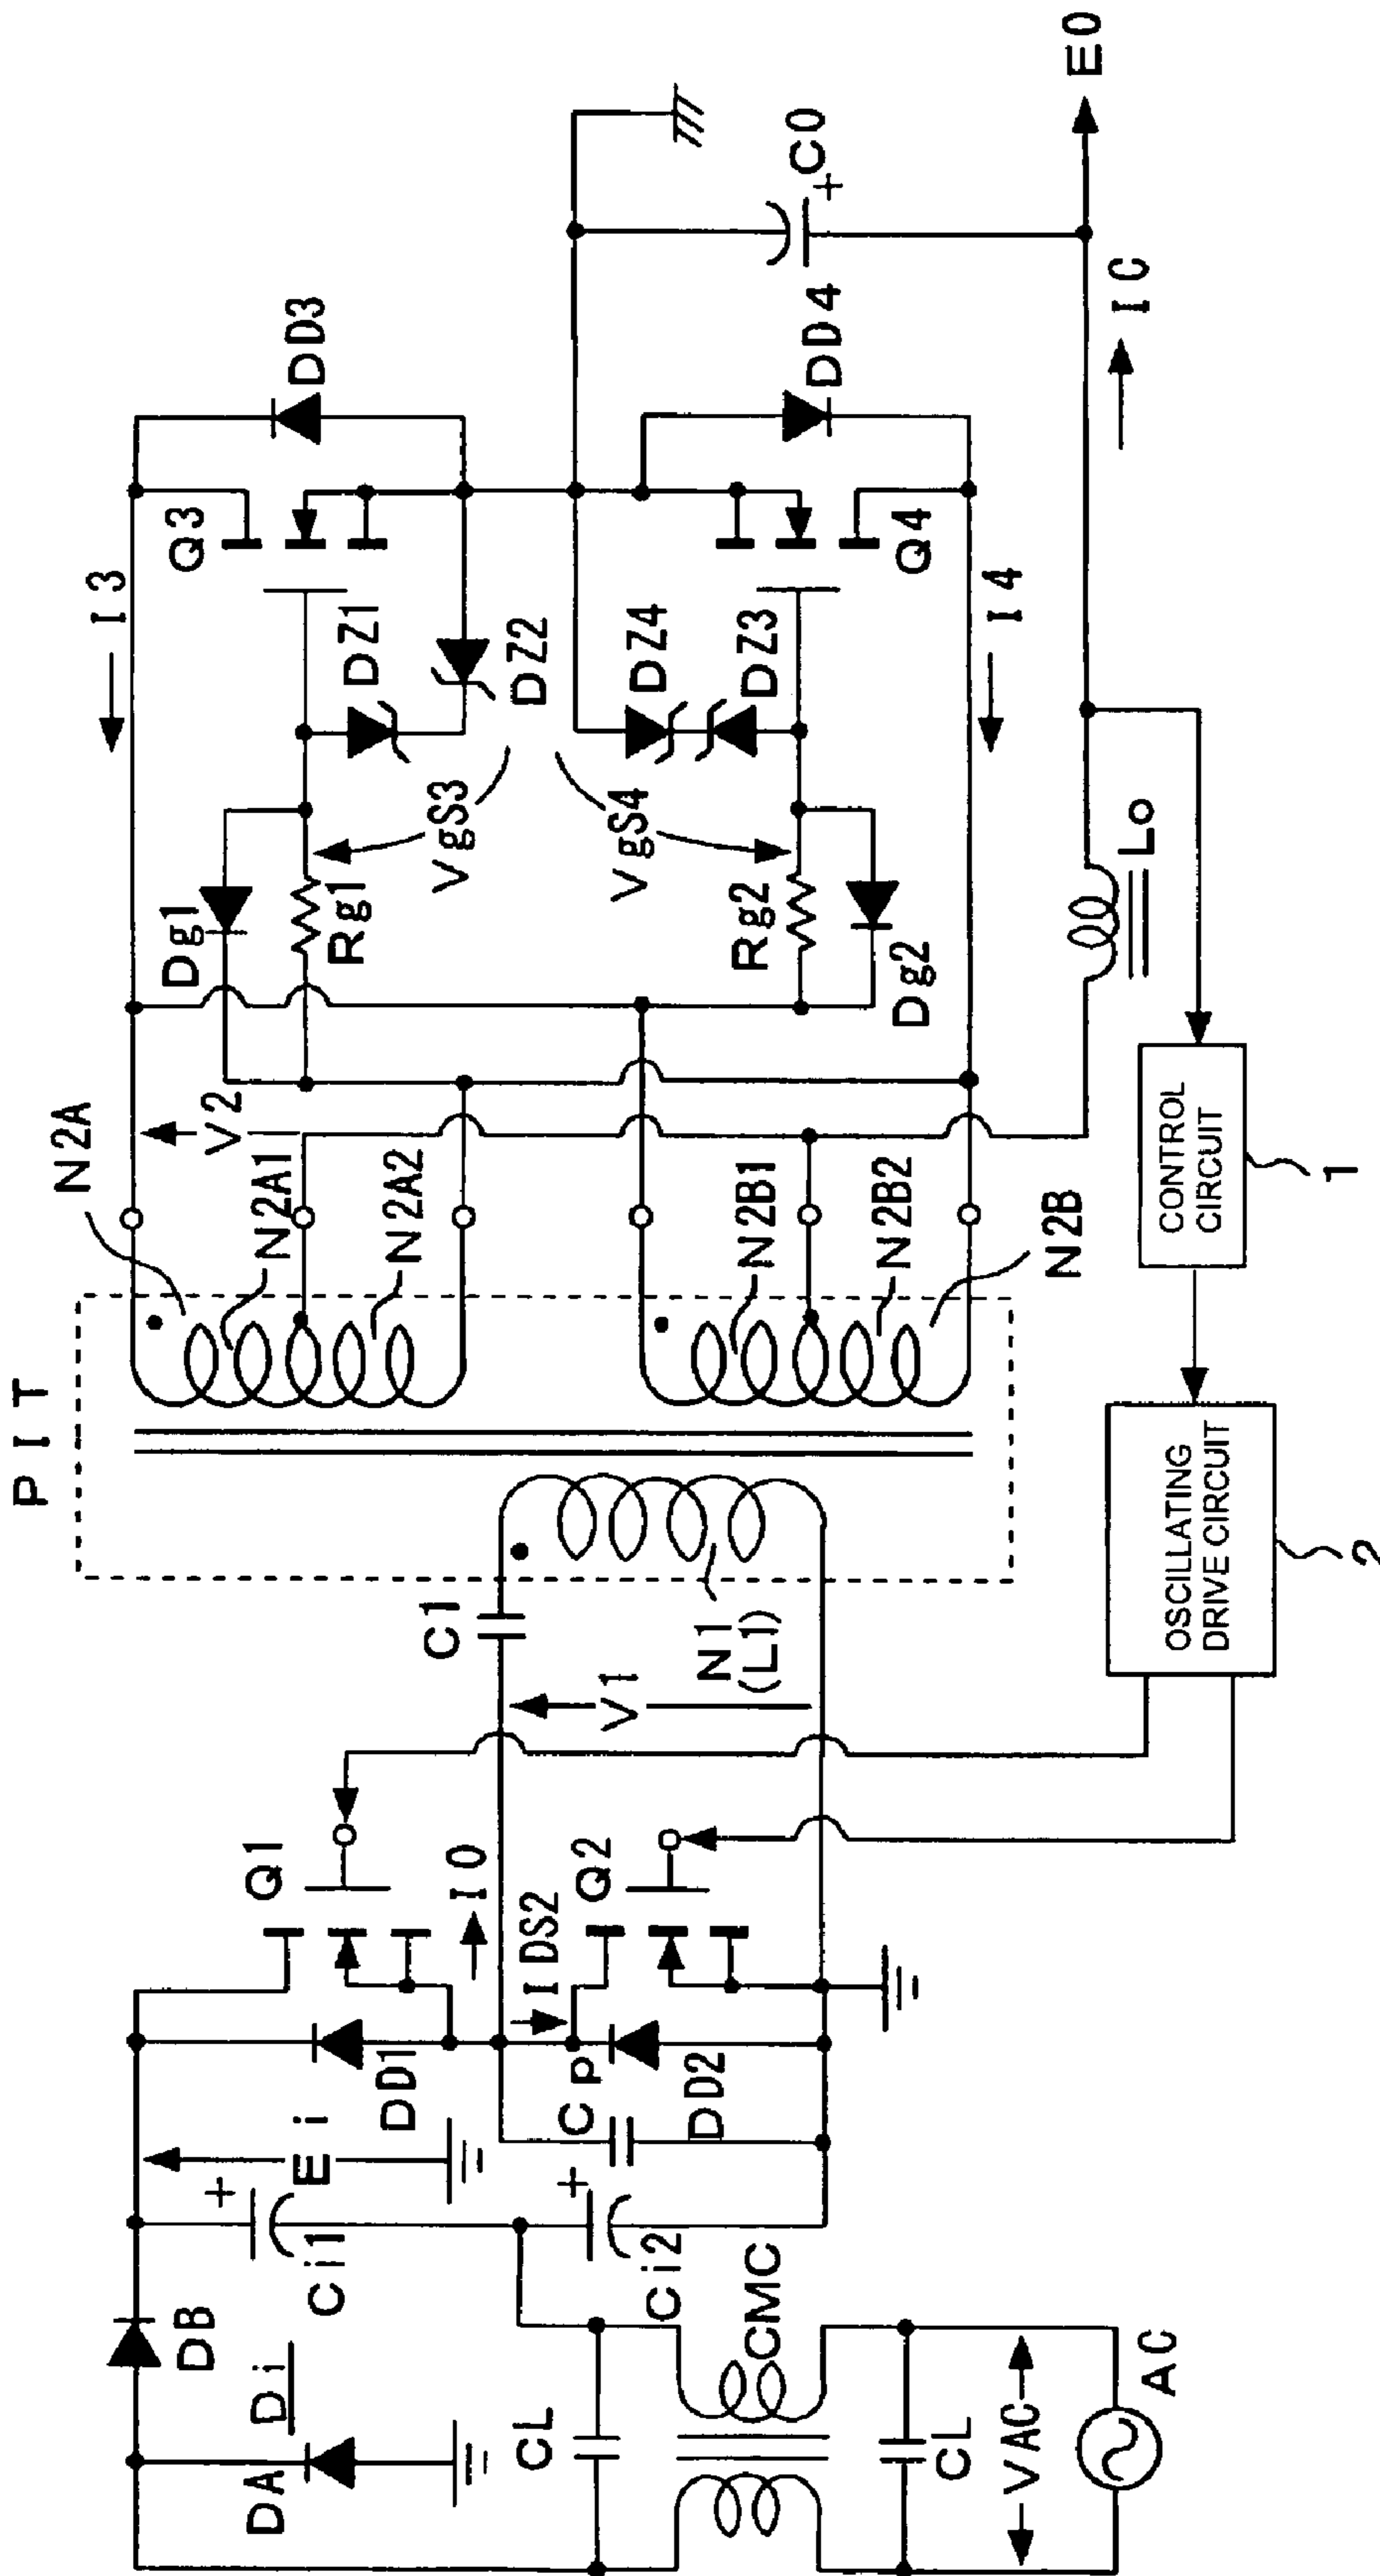 PIT
N2A
N2A1
N2A2
N2B1
N2B2
N2B
V2
I3
Q3
DD3
Dg1
Rg1
VgS3
DZ1
DZ2
DZ4
DZ3
VgS4
Rg2
Dg2
Q4
DD4
I4
C0
+
E0
IC
Lo
CONTROL
CIRCUIT
1
OSCILLATING
DRIVE CIRCUIT
2
C1
N1
(L1)
V1
Q1
I0
Q2
IDS2
DD1
DD2
Cp
Ei
+
Ci1
+
Ci2
DB
Di
DA
CL
CMC
CL
VAC
AC